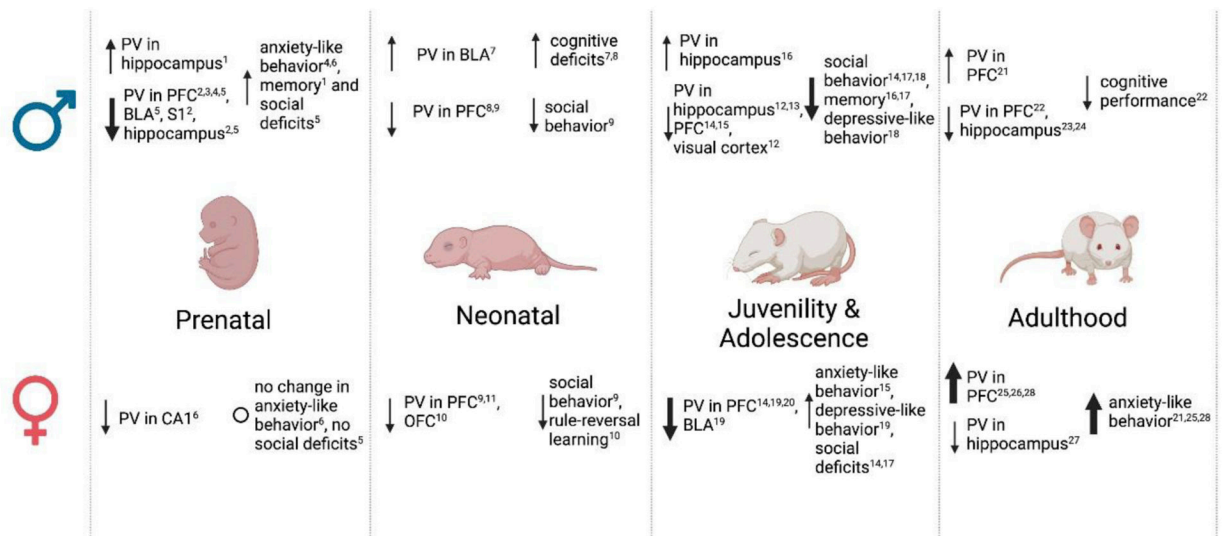 PV in
hippocampus1
PV in PFC2,3,4,5,
BLA5, S12,
hippocampus2,5
anxiety-like
behavior4,6,
memory1 and
social
deficits5
PV in BLA7
PV in PFC8,9
cognitive
deficits7,8
social
behavior9
PV in
hippocampus16
PV in
hippocampus12,13,
PFC14,15,
visual cortex12
social
behavior14,17,18,
memory16,17,
depressive-like
behavior
18
PV in
PFC21
PV in PFC22,
hippocampus23,24
cognitive
performance22
Prenatal
Neonatal
Juvenility &
Adolescence
Adulthood
PV in CA16
no change in
anxiety-like
behavior6, no
social deficits5
PV in PFC9,11,
OFC10
social
behavior9,
rule-reversal
learning10
PV in PFC14,19,20,
BLA19
anxiety-like
behavior15,
depressive-like
behavior19,
social
deficits14,17
PV in
PFC25,26,28
PV in
hippocampus27
anxiety-like
behavior21,25,28